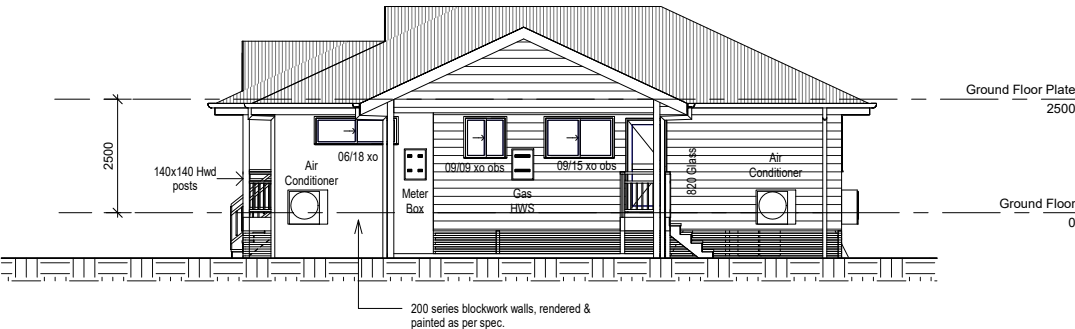 Ground Floor Plate
2500
2500
06/18 xo
09/09 xo obs
09/15 xo obs
140x140 Hwd
posts
Air
Conditioner
Meter
Box
Gas
HWS
820 Glass
Air
Conditioner
Ground Floor
0
200 series blockwork walls, rendered &
painted as per spec.